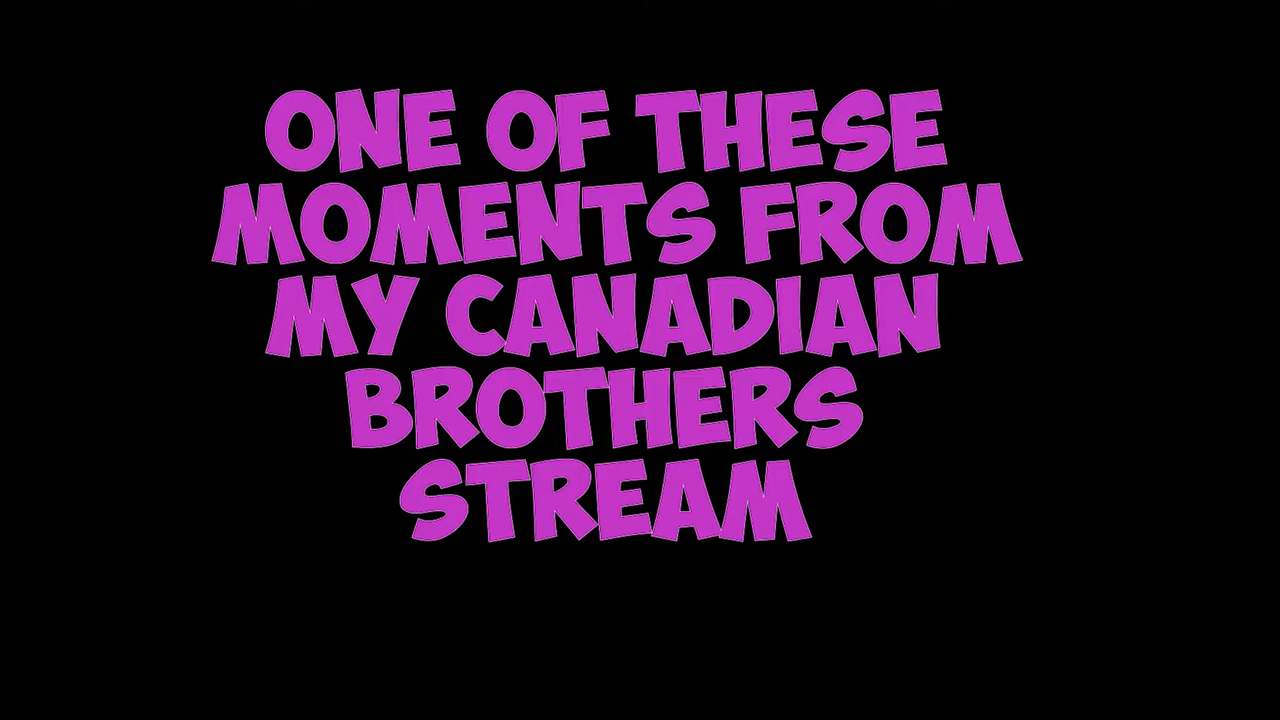 ONE OF THESE
MOMENTS FROM
MY CANADIAN
BROTHERS
STREAM